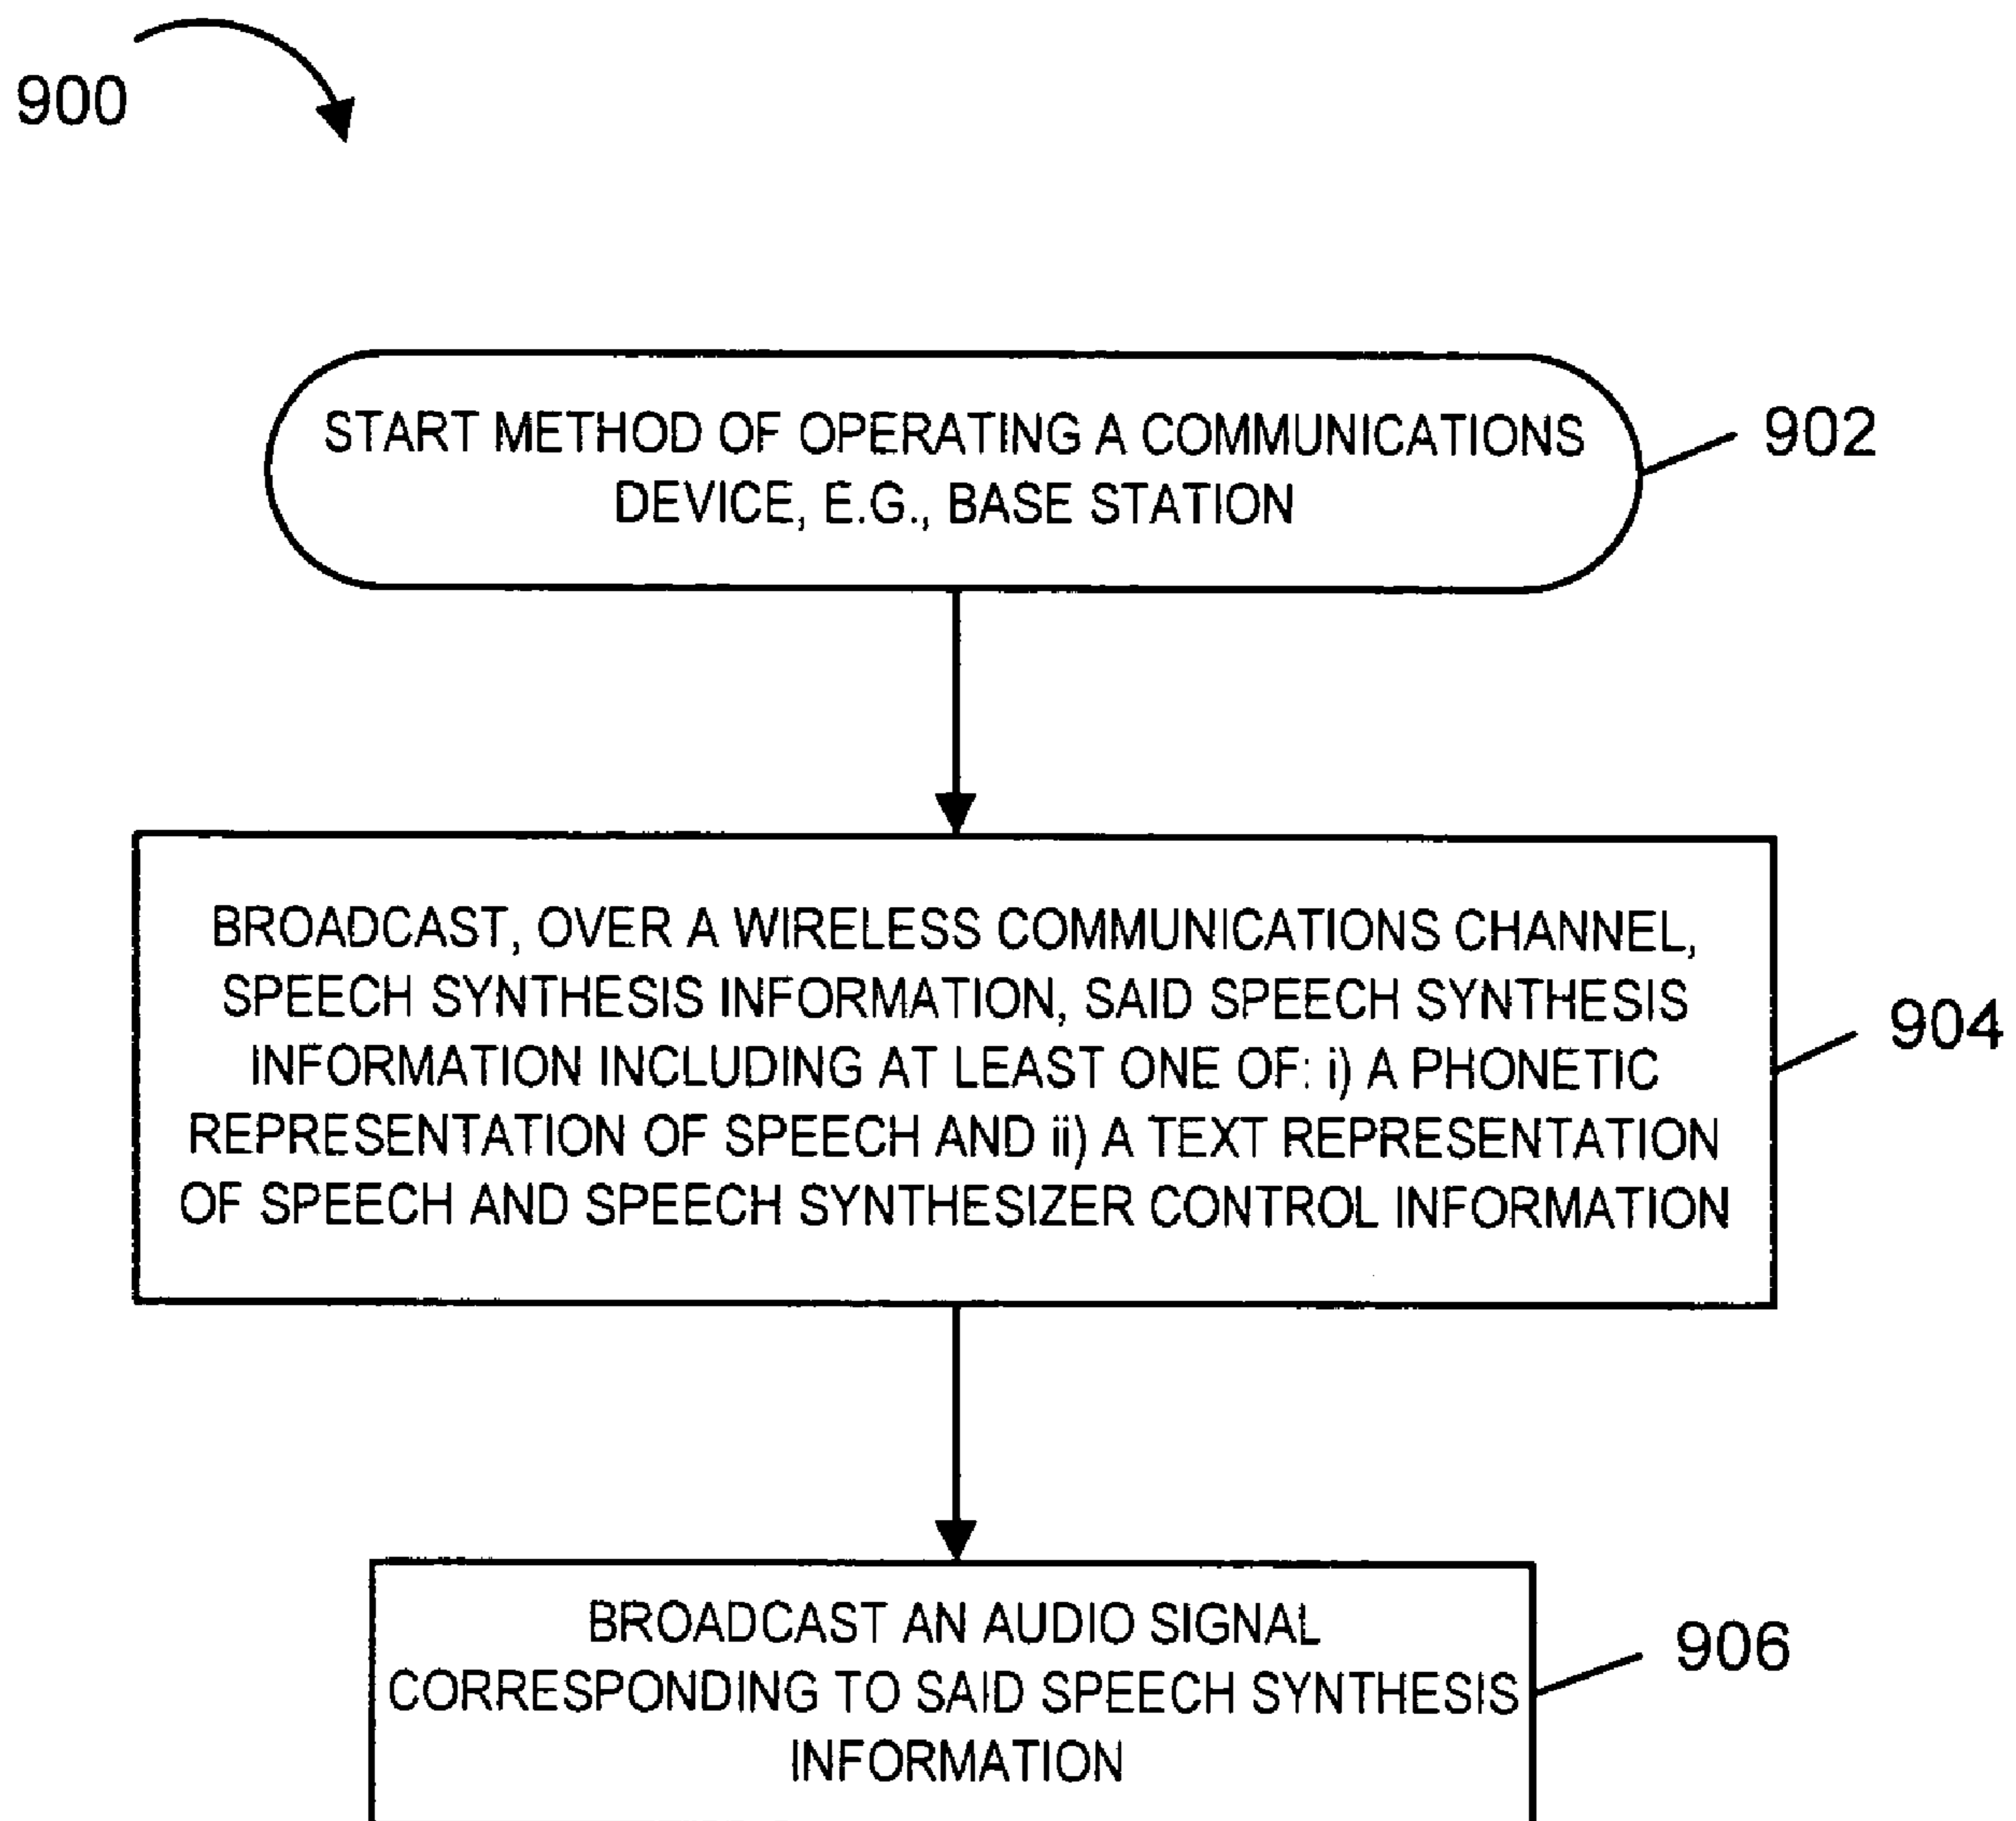 900
START METHOD OF OPERATING A COMMUNICATIONS
DEVICE, E.G., BASE STATION
902
BROADCAST, OVER A WIRELESS COMMUNICATIONS CHANNEL,
SPEECH SYNTHESIS INFORMATION, SAID SPEECH SYNTHESIS
INFORMATION INCLUDING AT LEAST ONE OF: i) A PHONETIC
REPRESENTATION OF SPEECH AND ii) A TEXT REPRESENTATION
OF SPEECH AND SPEECH SYNTHESIZER CONTROL INFORMATION
904
BROADCAST AN AUDIO SIGNAL
CORRESPONDING TO SAID SPEECH SYNTHESIS
INFORMATION
906